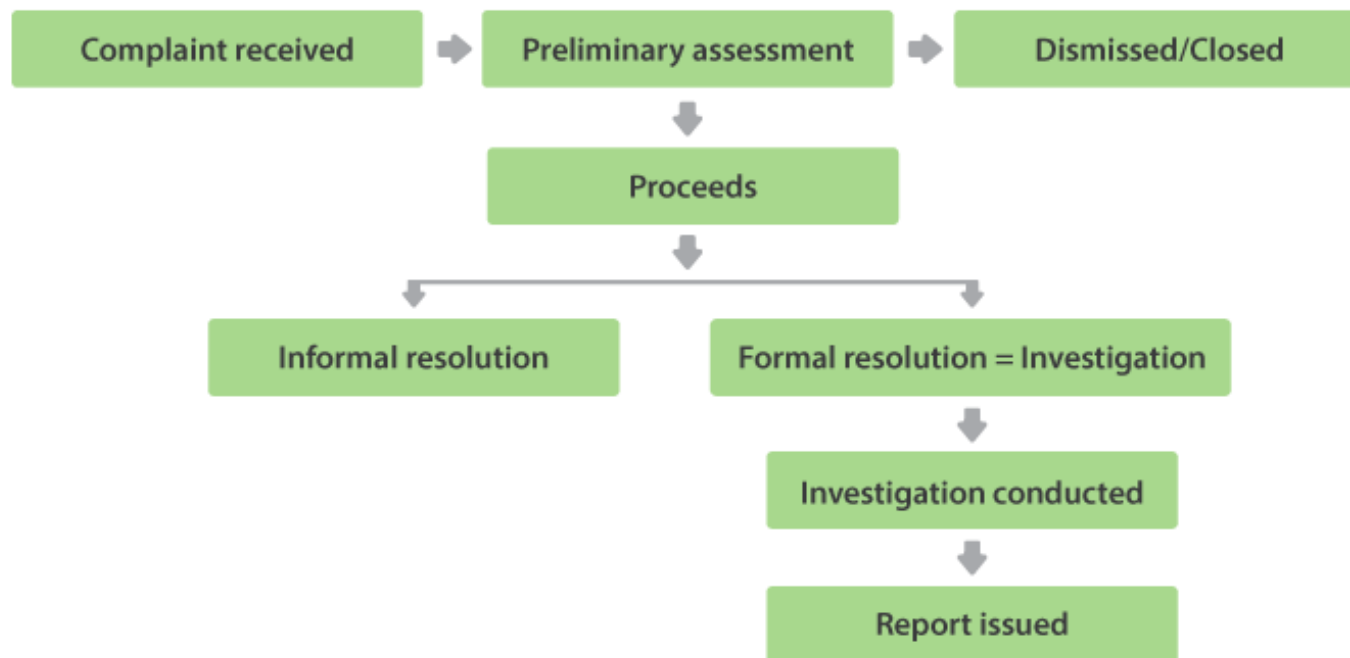 Complaint received
Preliminary assessment
Dismissed/Closed
Proceeds
Informal resolution
Formal resolution = Investigation
Investigation conducted
Report issued